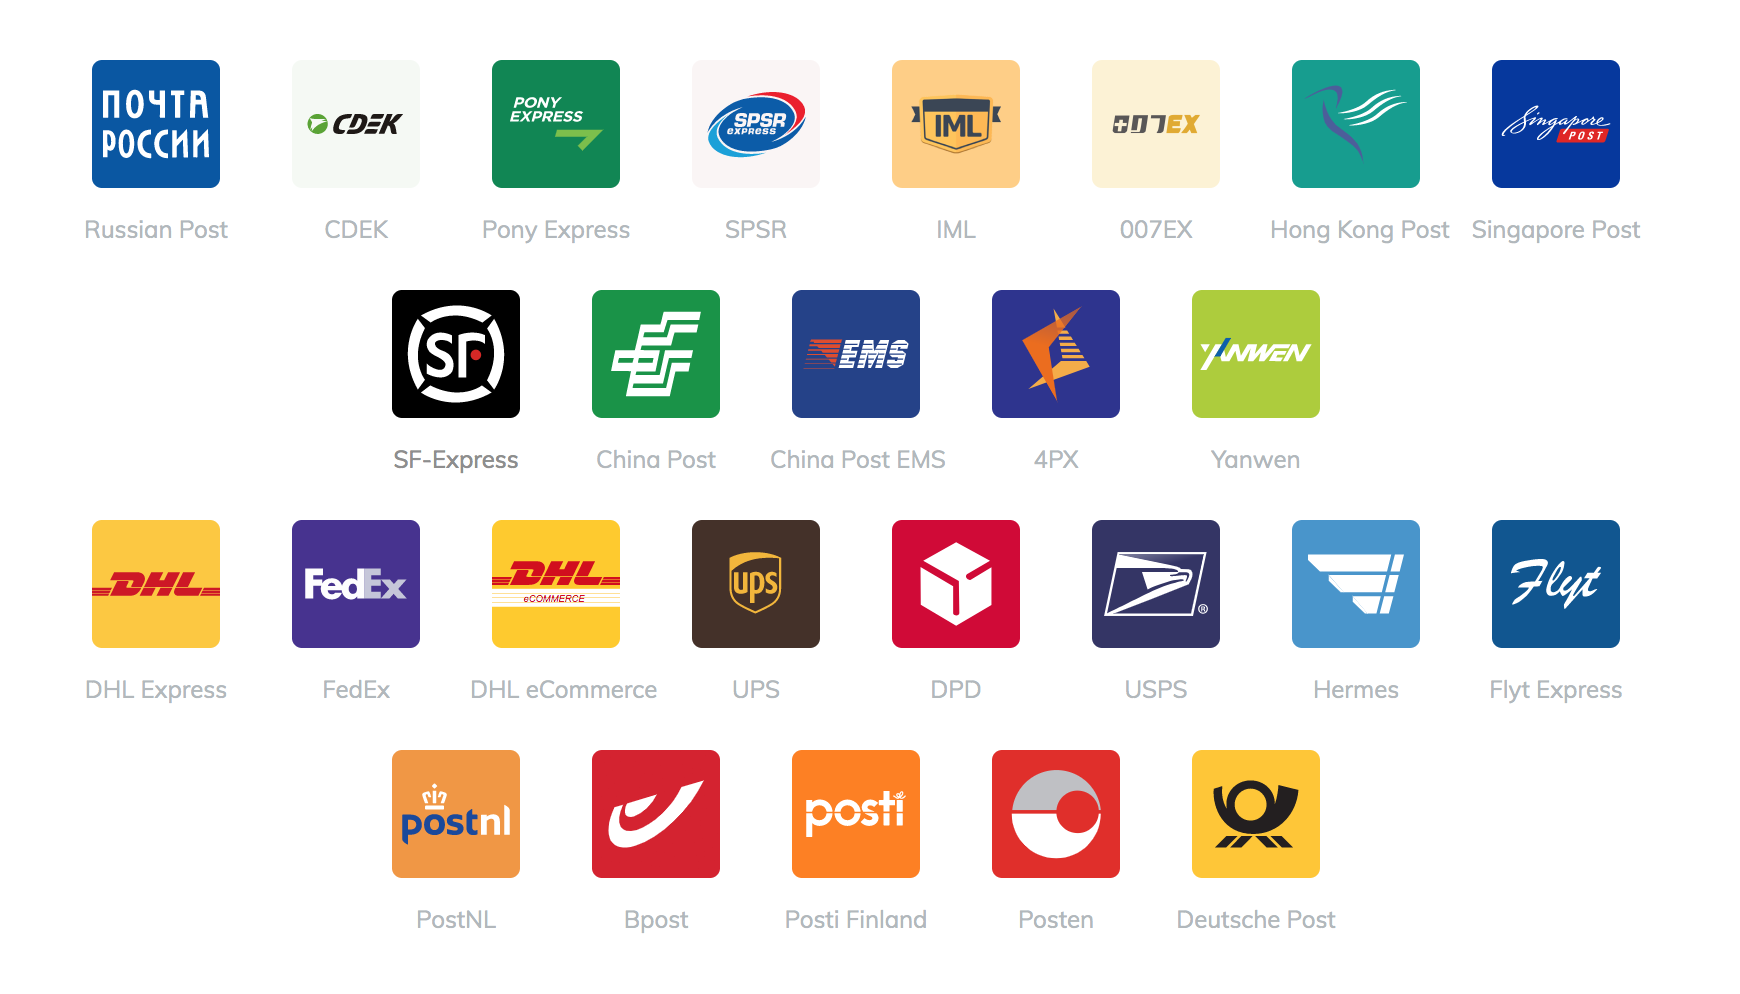 ПОЧТА
РОССИИ
CDEK
PONY
EXPRESS
SPSR
EXPRESS
IML
007EX
Singapore
POST
Russian Post
CDEK
Pony Express
SPSR
IML
007EX
Hong Kong Post
Singapore Post
SF
EMS
YANWEN
SF-Express
China Post
China Post EMS
4PX
Yanwen
DHL
FedEx
DHL
eCOMMERCE
ups
®
Flyt
DHL Express
FedEx
DHL eCommerce
UPS
DPD
USPS
Hermes
Flyt Express
postnl
posti
PostNL
Bpost
Posti Finland
Posten
Deutsche Post